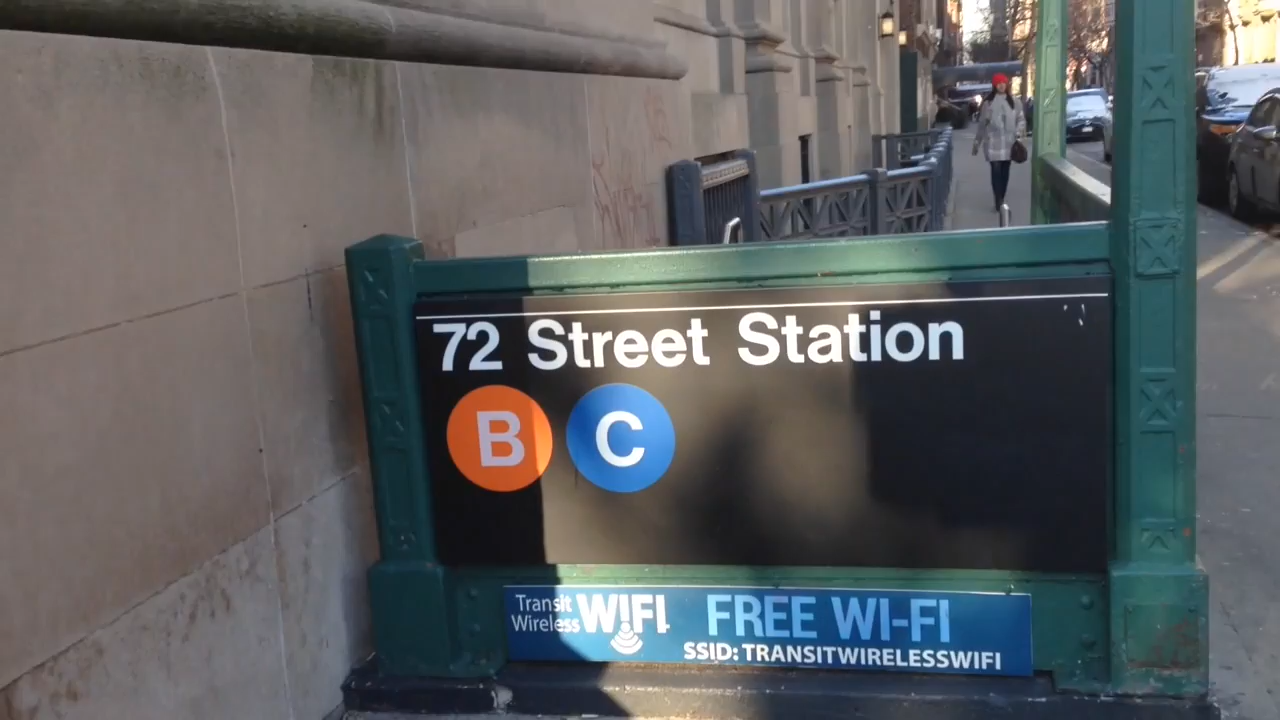 72 Street Station
B C
Transit Wireless WIFI
FREE WI-FI
SSID: TRANSITWIRELESSWIFI